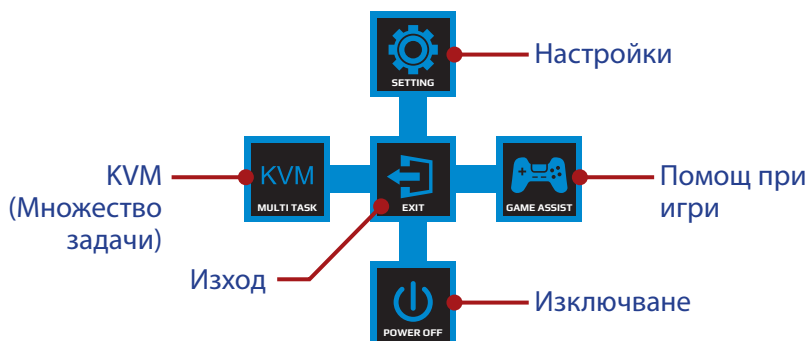 SETTING
Настройки
KVM
(Множество
задачи)
KVM
MULTI TASK
EXIT
GAME ASSIST
Помощ при
игри
Изход
POWER OFF
Изключване